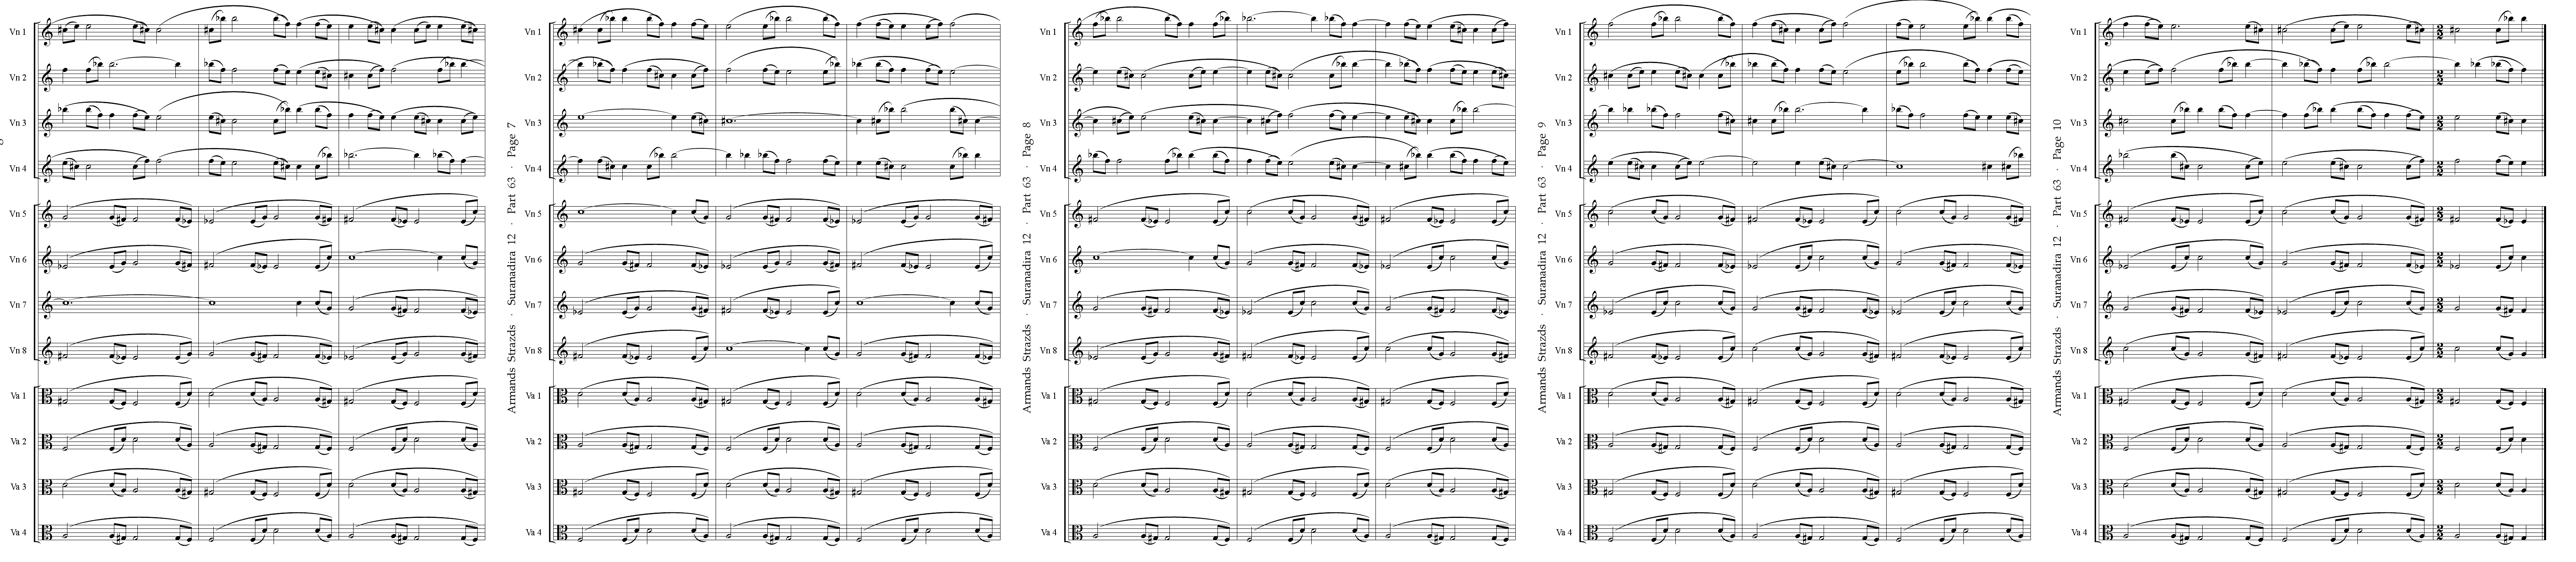 Vn 1
Vn 2
Vn 3
Vn 4
Vn 5
Vn 6
Vn 7
Vn 8
Va 1
Va 2
Va 3
Va 4
Armands Strazds · Suranadira 12 · Part 63 · Page 7
Vn 1
Vn 2
Vn 3
Vn 4
Vn 5
Vn 6
Vn 7
Vn 8
Va 1
Va 2
Va 3
Va 4
Armands Strazds · Suranadira 12 · Part 63 · Page 8
Vn 1
Vn 2
Vn 3
Vn 4
Vn 5
Vn 6
Vn 7
Vn 8
Va 1
Va 2
Va 3
Va 4
Armands Strazds · Suranadira 12 · Part 63 · Page 9
Vn 1
Vn 2
Vn 3
Vn 4
Vn 5
Vn 6
Vn 7
Vn 8
Va 1
Va 2
Va 3
Va 4
Armands Strazds · Suranadira 12 · Part 63 · Page 10
Vn 1
Vn 2
Vn 3
Vn 4
Vn 5
Vn 6
Vn 7
Vn 8
Va 1
Va 2
Va 3
Va 4